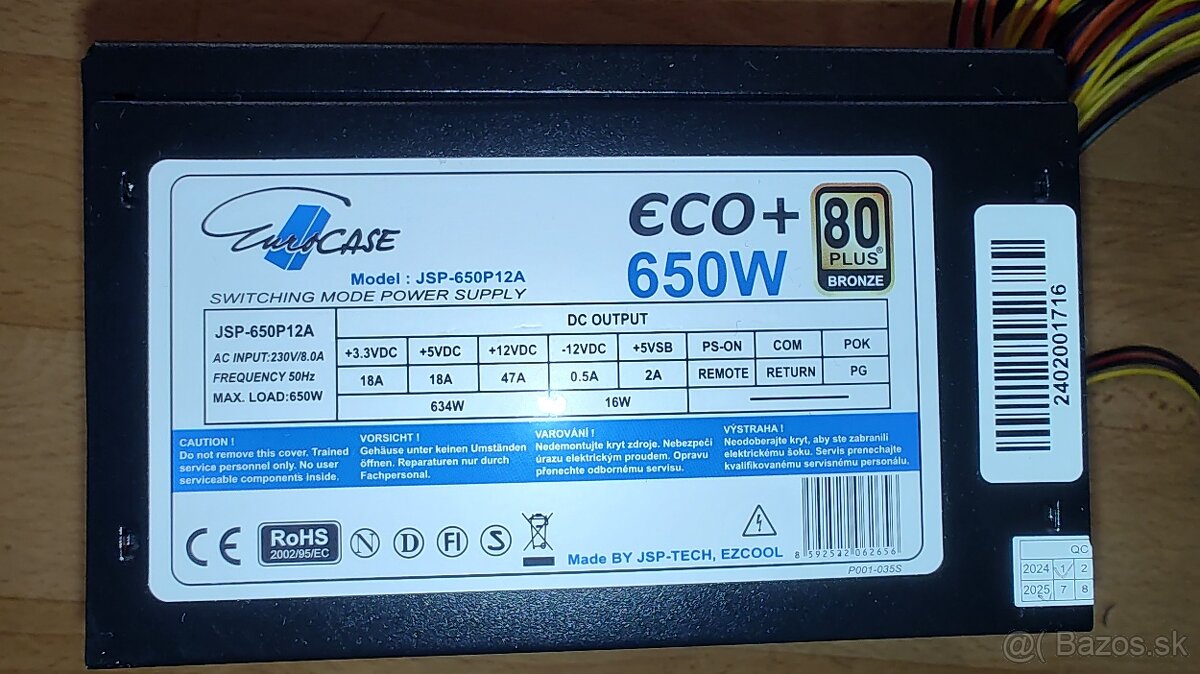 EuroCASE
ECO+
650W
80
PLUS®
BRONZE
Model : JSP-650P12A
SWITCHING MODE POWER SUPPLY
JSP-650P12A
AC INPUT:230V/8.0A
FREQUENCY 50Hz
MAX. LOAD:650W
DC OUTPUT
+3.3VDC +5VDC +12VDC -12VDC +5VSB PS-ON COM POK
18A 18A 47A 0.5A 2A REMOTE RETURN PG
634W 16W
CAUTION !
Do not remove this cover. Trained
service personnel only. No user
serviceable components inside.
VORSICHT !
Gehäuse unter keinen Umständen
öffnen. Reparaturen nur durch
Fachpersonal.
VAROVÁNÍ !
Nedemontujte kryt zdroje. Nebezpečí
úrazu elektrickým proudem. Opravu
přenechte odbornému servisu.
VÝSTRAHA !
Neodoberajte kryt, aby ste zabranili
elektrickému šoku. Servis prenechajte
kvalifikovanému servisnému personálu.
CE
RoHS
2002/95/EC
N D FI S
Made BY JSP-TECH, EZCOOL
8 592522 062656
P001-035S
2402001716
QC
2024 1 2
2025 7 8
@( Bazos.sk